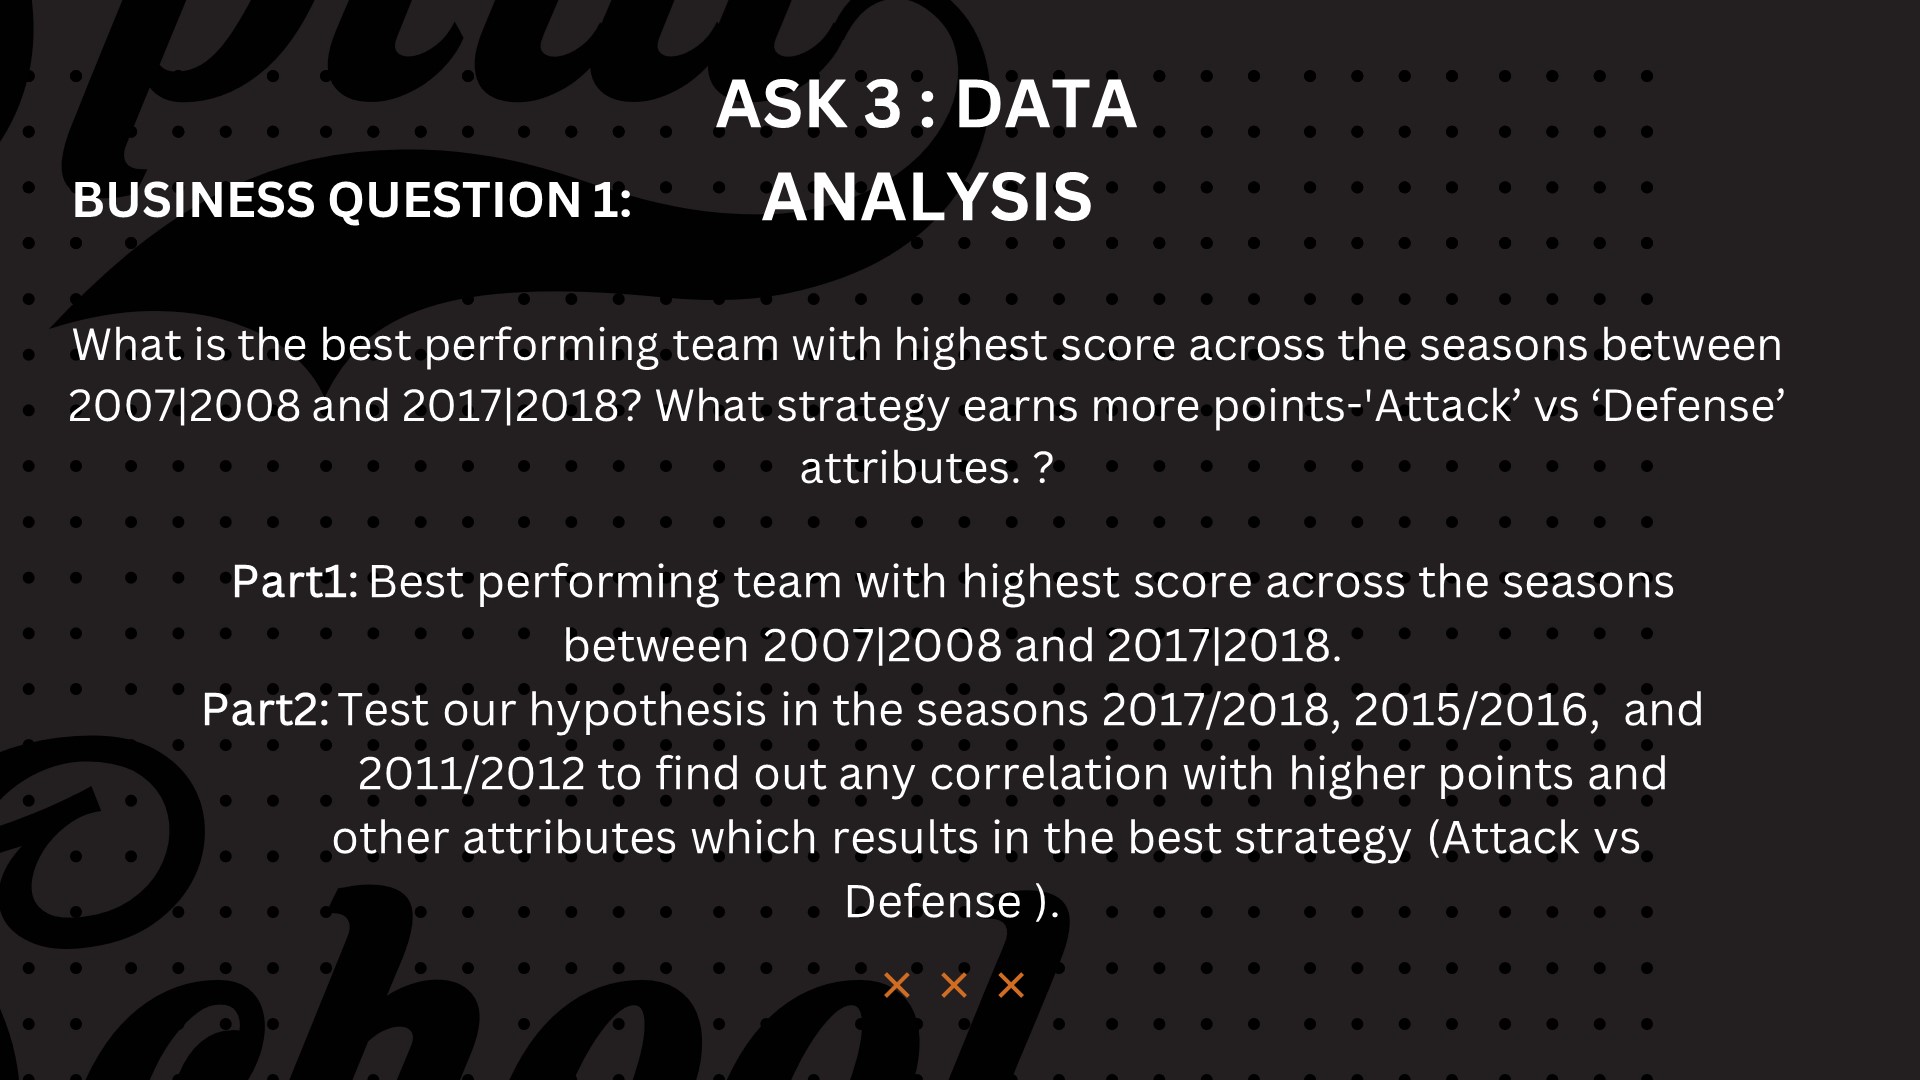 ASK 3 : DATA
ANALYSIS
BUSINESS QUESTION 1:
What is the best performing team with highest score across the seasons between
2007|2008 and 2017|2018? What strategy earns more points-'Attack’ vs ‘Defense’
attributes. ?
Part1: Best performing team with highest score across the seasons
between 2007|2008 and 2017|2018.
Part2: Test our hypothesis in the seasons 2017/2018, 2015/2016,  and
2011/2012 to find out any correlation with higher points and
other attributes which results in the best strategy (Attack vs
Defense ).